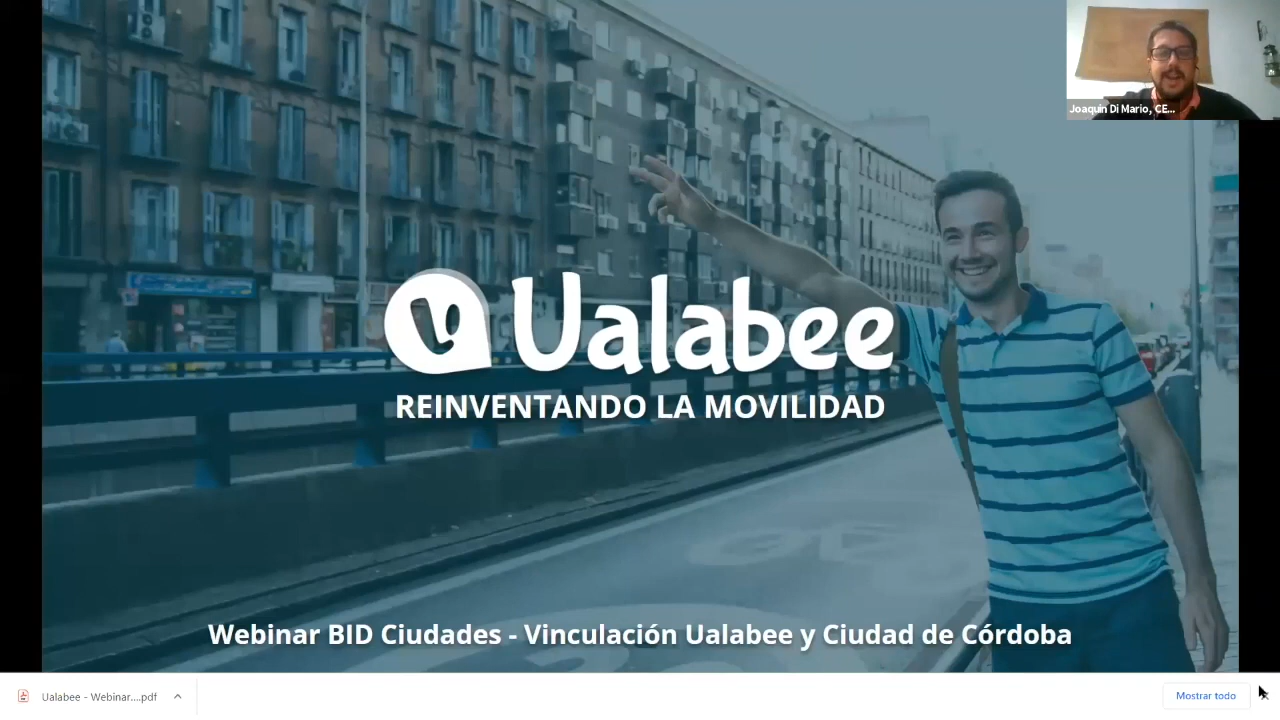 Joaquin Di Mario, CE...
Ualabee
REINVENTANDO LA MOVILIDAD
Webinar BID Ciudades - Vinculación Ualabee y Ciudad de Córdoba
Ualabee - Webinar....pdf
Mostrar todo